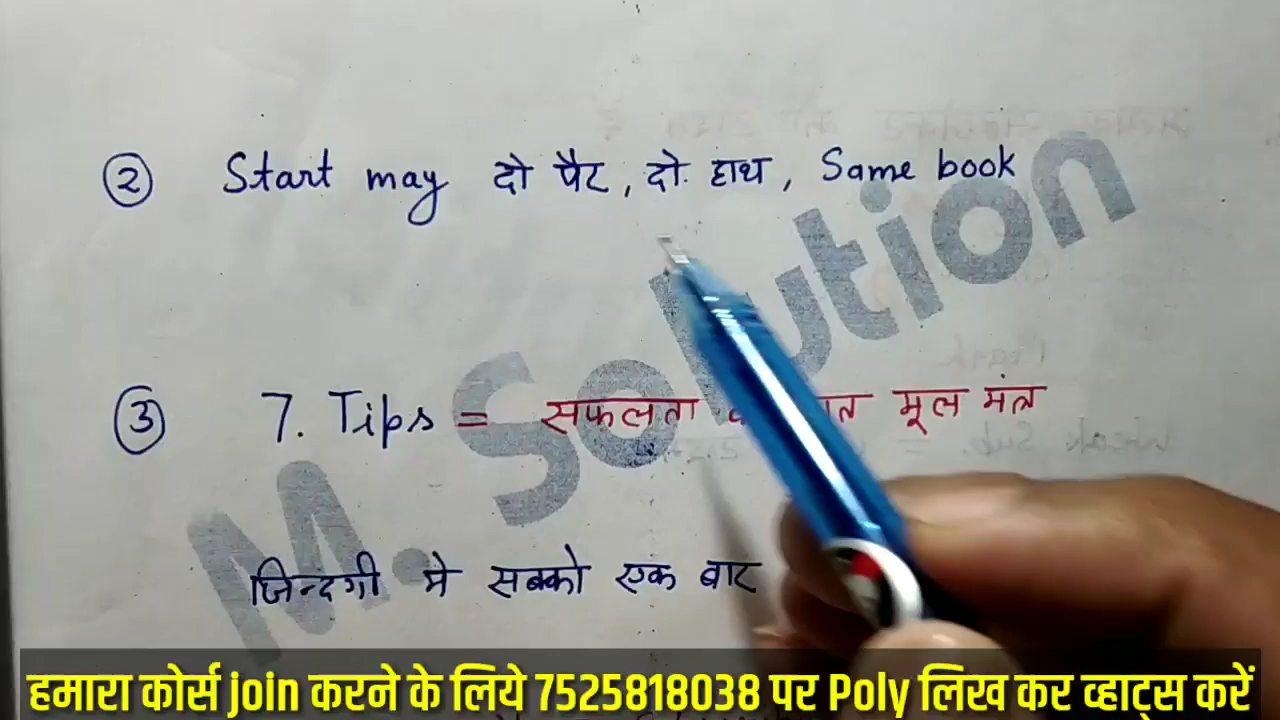 ② Start may दो पैर, दो हाथ, Same book
③ 7. Tips = सफलता मूल मंत्र
जिन्दगी मे सबको एक बार
M. Solution
हमारा कोर्स join करने के लिये 7525818038 पर Poly लिख कर व्हाट्स करें